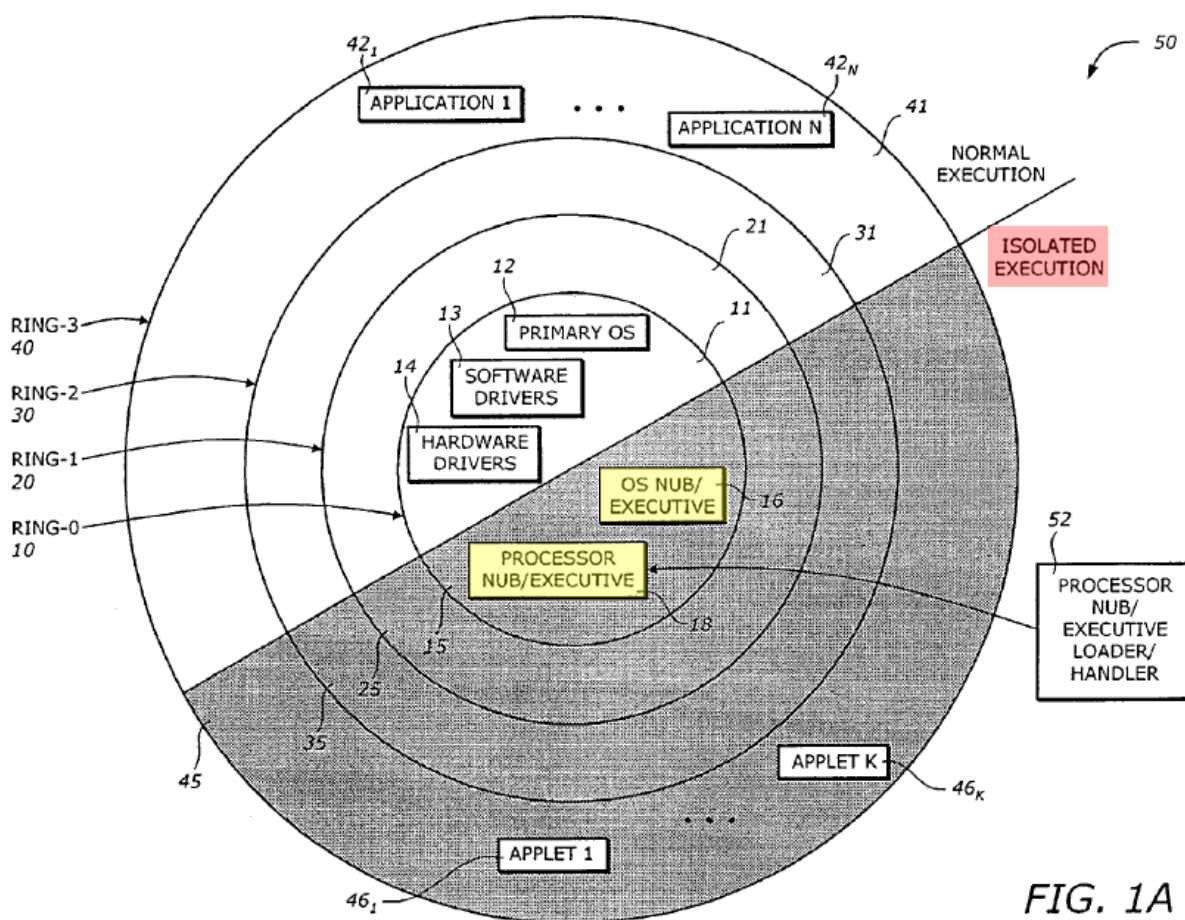 42₁
42_N
50
APPLICATION 1
• • •
APPLICATION N
41
NORMAL
EXECUTION
21
31
ISOLATED
EXECUTION
12
11
13
PRIMARY OS
RING-3
40
14
SOFTWARE
DRIVERS
RING-2
30
HARDWARE
DRIVERS
RING-1
20
OS NUB/
EXECUTIVE
16
RING-0
10
PROCESSOR
NUB/EXECUTIVE
52
PROCESSOR
NUB/
EXECUTIVE
LOADER/
HANDLER
15
18
25
35
45
APPLET K
46_K
• • •
APPLET 1
46₁
FIG. 1A